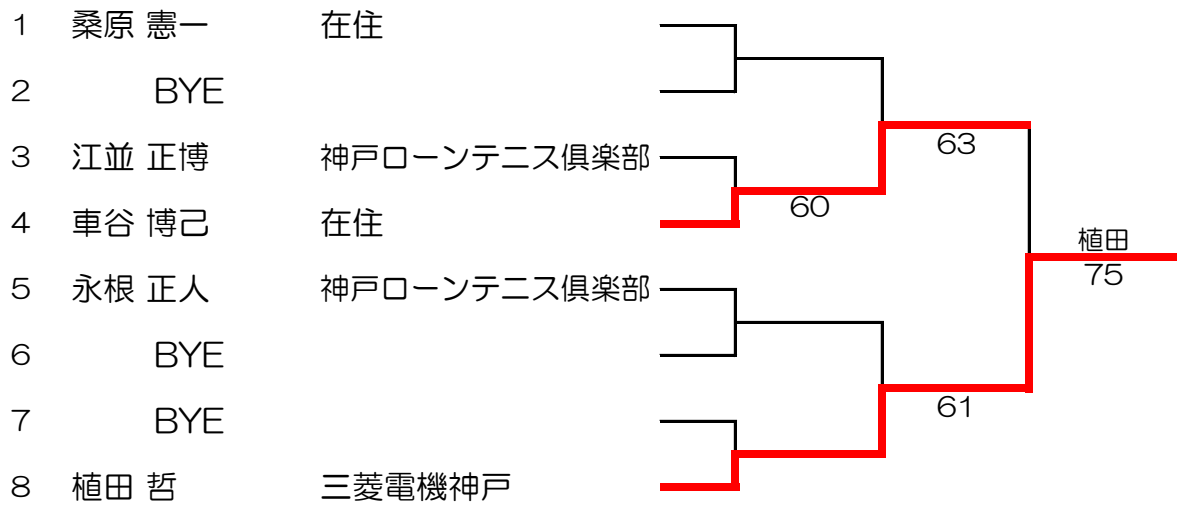 1 桑原 憲一 在住
2 BYE
63
3 江並 正博 神戸ローンテニス倶楽部
60
4 車谷 博己 在住
植田
75
5 永根 正人 神戸ローンテニス倶楽部
6 BYE
61
7 BYE
8 植田 哲 三菱電機神戸